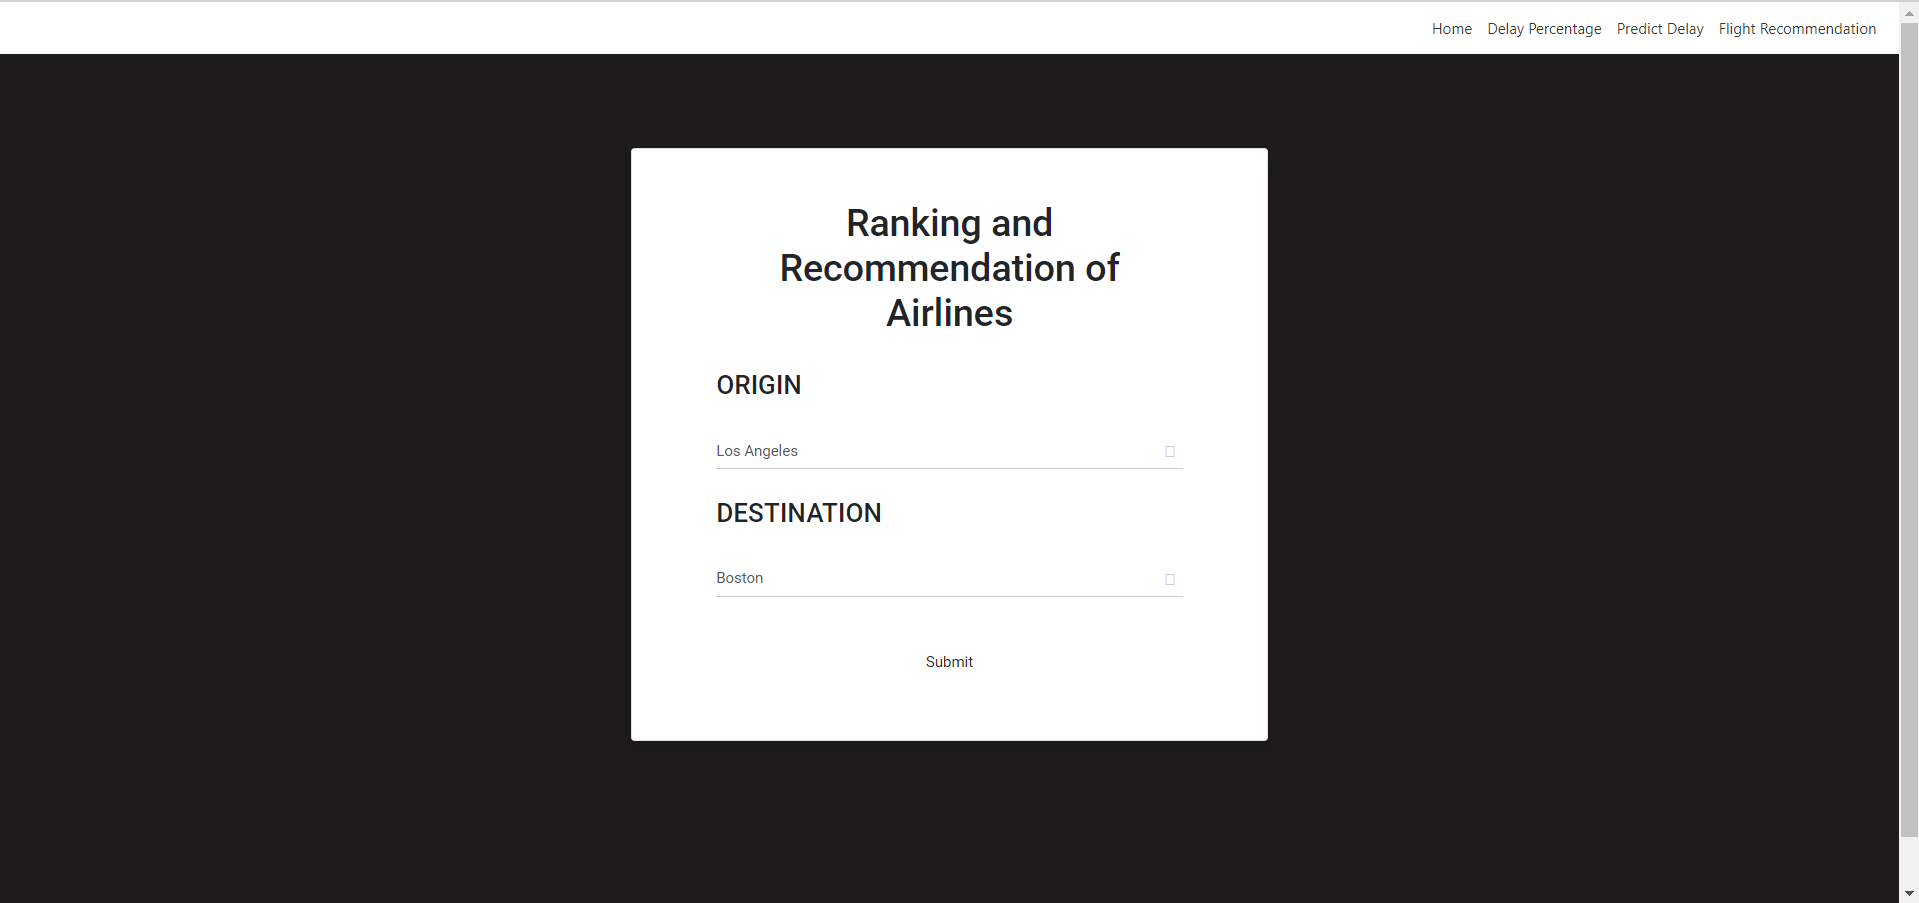 Home Delay Percentage Predict Delay Flight Recommendation
Ranking and
Recommendation of
Airlines
ORIGIN
Los Angeles
DESTINATION
Boston
Submit